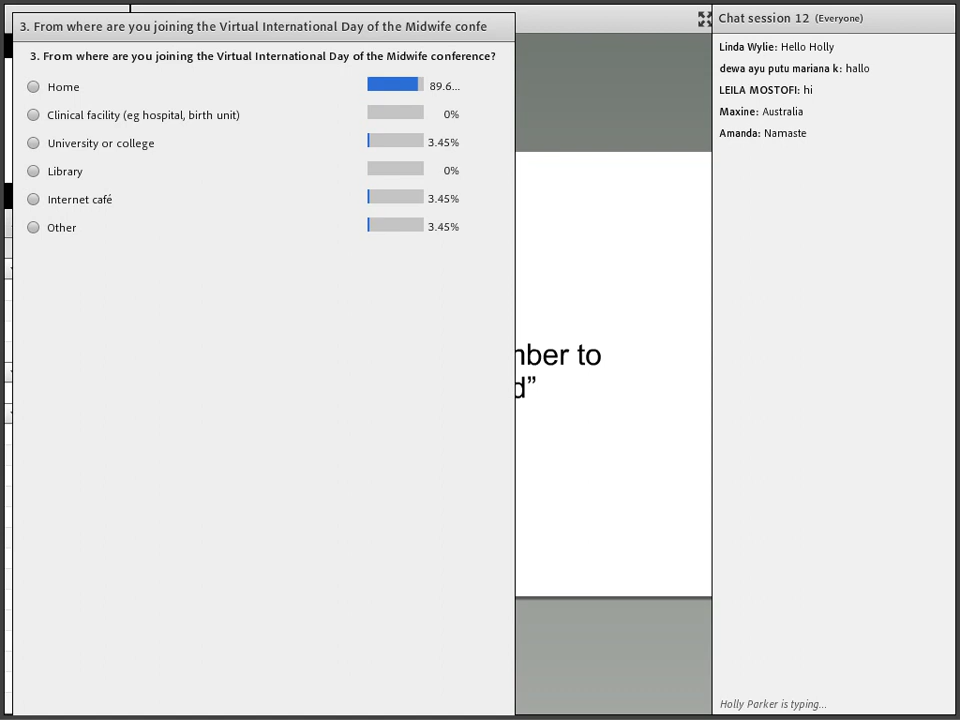 3. From where are you joining the Virtual International Day of the Midwife confe
3. From where are you joining the Virtual International Day of the Midwife conference?
Home 89.6...
Clinical facility (eg hospital, birth unit) 0%
University or college 3.45%
Library 0%
Internet café 3.45%
Other 3.45%
mber to
d”
Chat session 12 (Everyone)
Linda Wylie: Hello Holly
dewa ayu putu mariana k: hallo
LEILA MOSTOFI: hi
Maxine: Australia
Amanda: Namaste
Holly Parker is typing...